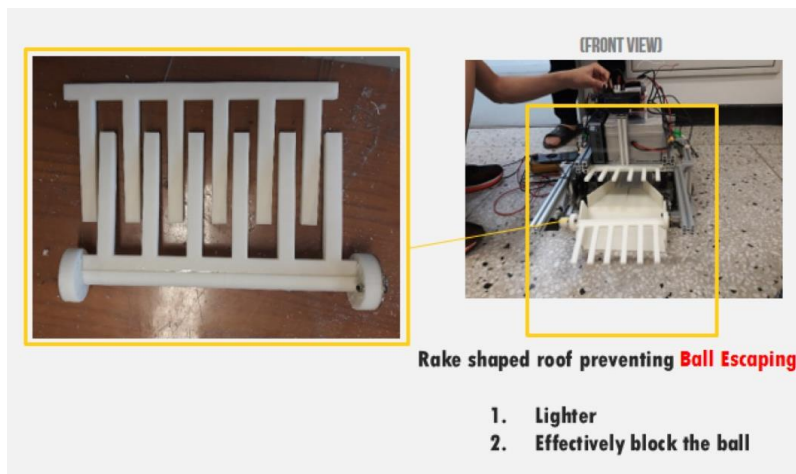 (FRONT VIEW)
Rake shaped roof preventing Ball Escaping
1. Lighter
2. Effectively block the ball